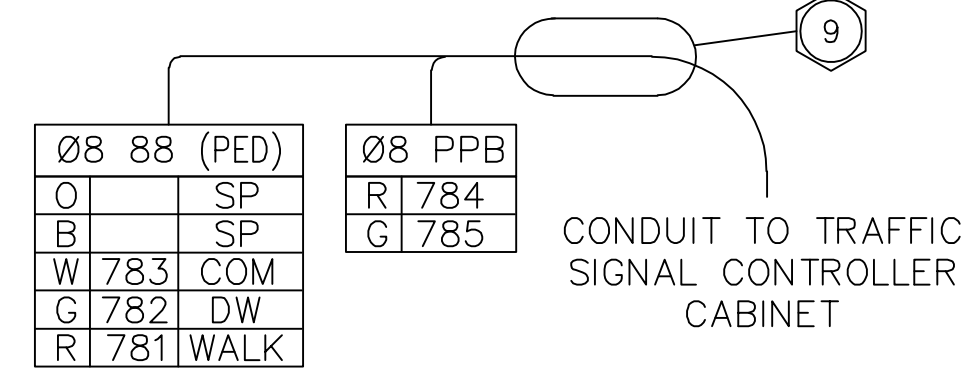 9
Ø8 88 (PED)
O SP
B SP
W 783 COM
G 782 DW
R 781 WALK
Ø8 PPB
R 784
G 785
CONDUIT TO TRAFFIC
SIGNAL CONTROLLER
CABINET